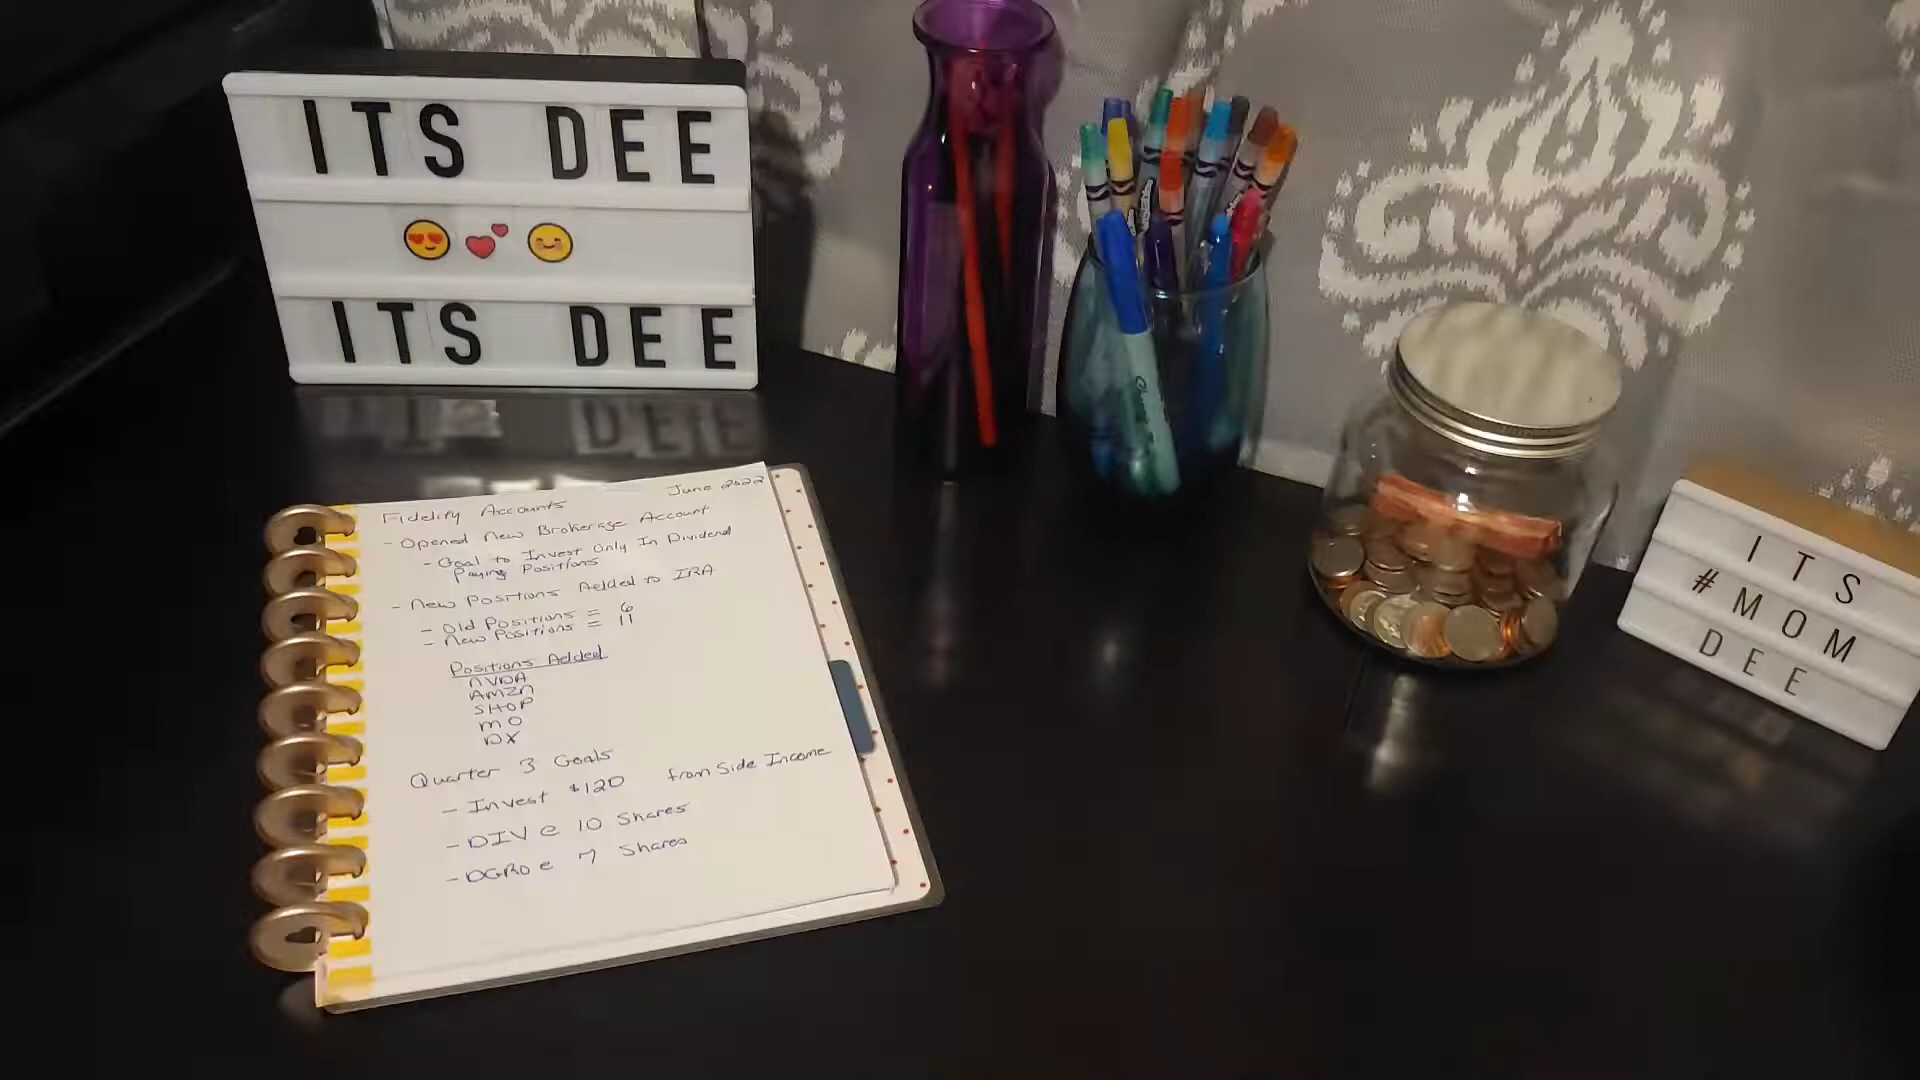 ITS DEE
ITS DEE
June 2022
Fidelity Accounts
- Opened New Brokerage Account
- Goal to Invest Only In Dividend
Paying Positions
- New Positions Added to IRA
- Old Positions = 6
- New Positions = 11
Positions Added
NVDA
AMZN
SHOP
MO
DX
Quarter 3 Goals
- Invest $120 from Side Income
- DIV @ 10 Shares
- DGRO @ 7 Shares
ITS
#MOM
DEE